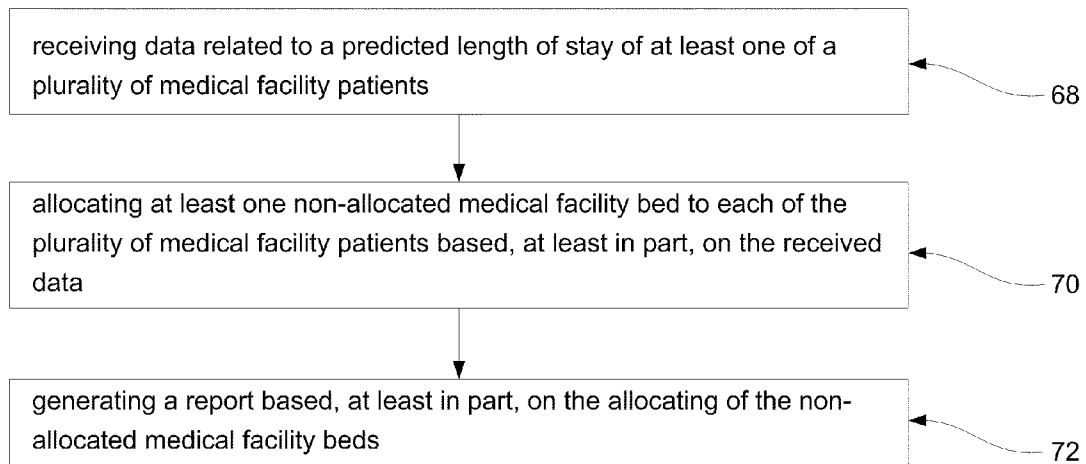 receiving data related to a predicted length of stay of at least one of a
plurality of medical facility patients
68
allocating at least one non-allocated medical facility bed to each of the
plurality of medical facility patients based, at least in part, on the received
data
70
generating a report based, at least in part, on the allocating of the non-
allocated medical facility beds
72